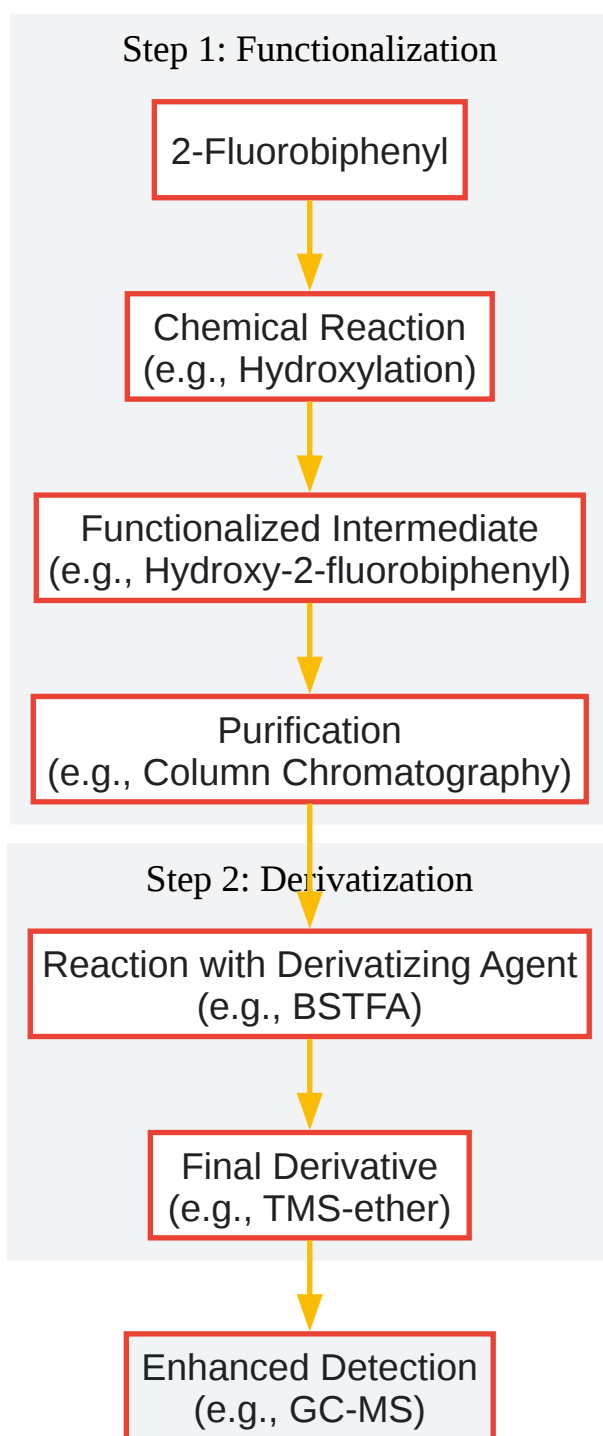 Step 1: Functionalization
2-Fluorobiphenyl
Chemical Reaction
(e.g., Hydroxylation)
Functionalized Intermediate
(e.g., Hydroxy-2-fluorobiphenyl)
Purification
(e.g., Column Chromatography)
Step 2: Derivatization
Reaction with Derivatizing Agent
(e.g., BSTFA)
Final Derivative
(e.g., TMS-ether)
Enhanced Detection
(e.g., GC-MS)